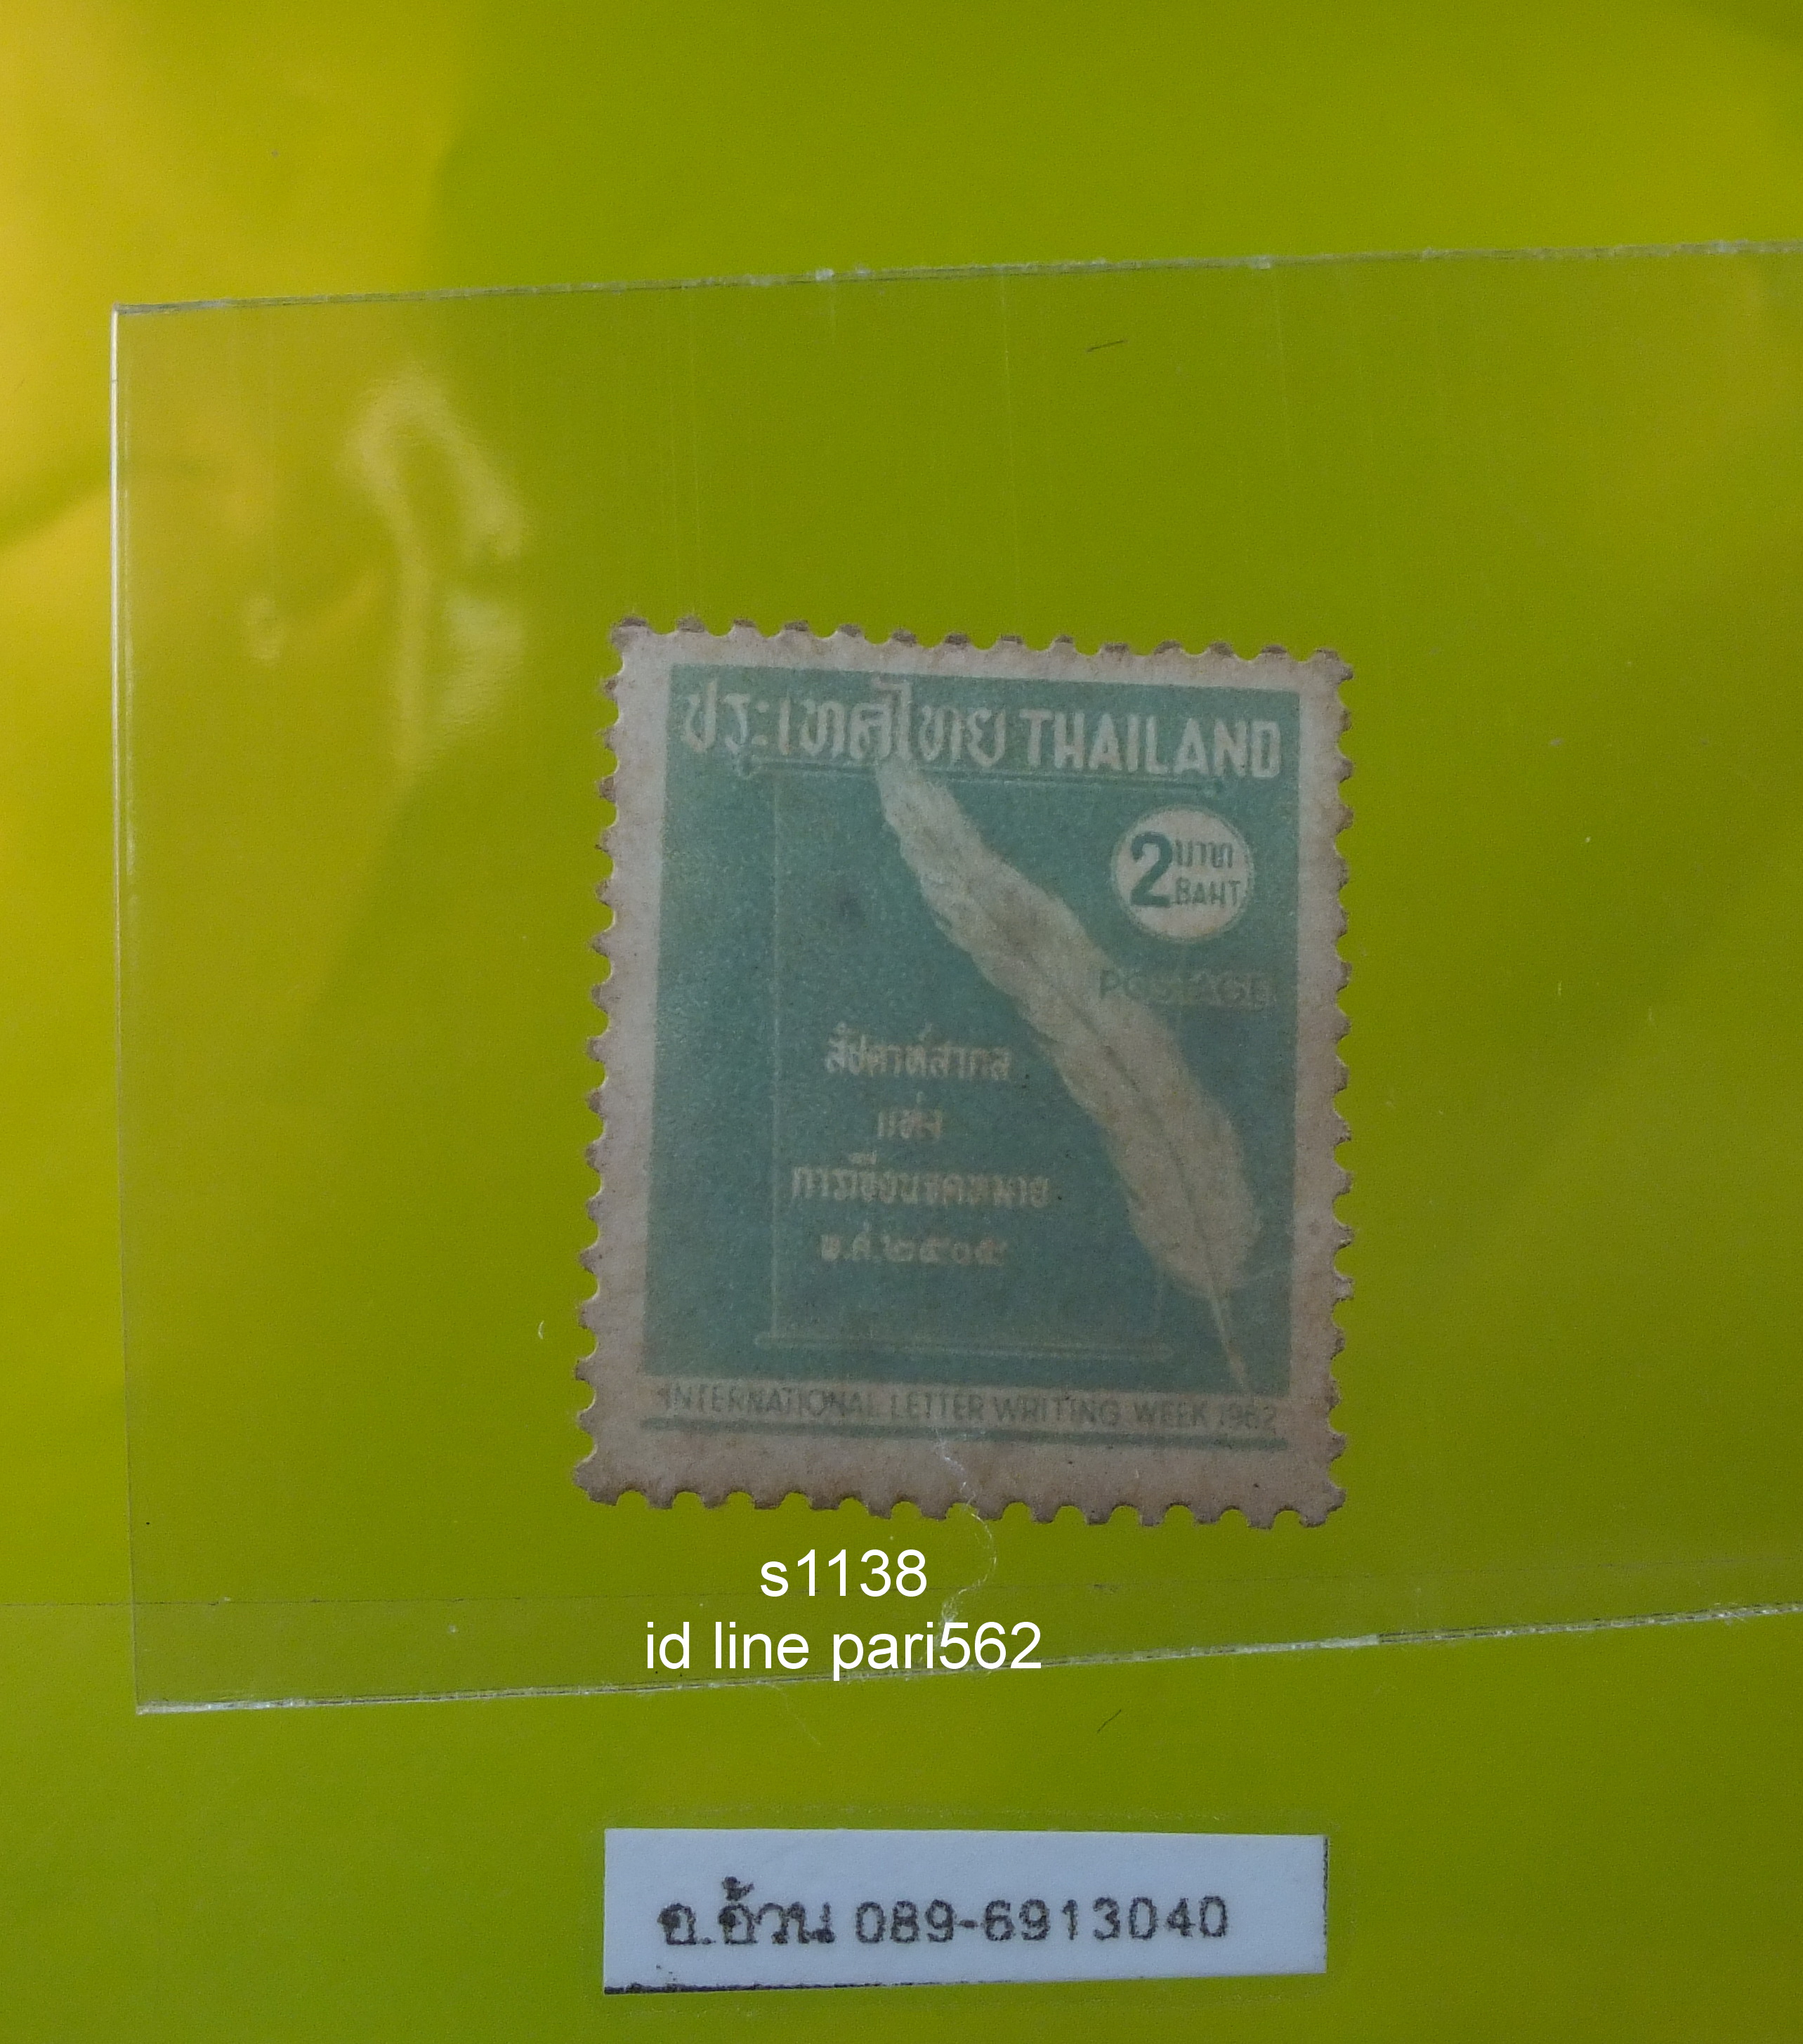 ประเทศไทย THAILAND
2 บาท
BAHT
POSTAGE
สัปดาห์สากล
แห่ง
การเขียนจดหมาย
พ.ศ.๒๕๐๕
INTERNATIONAL LETTER WRITING WEEK 1962
s1138
id line pari562
อ.อ้วน 089-6913040